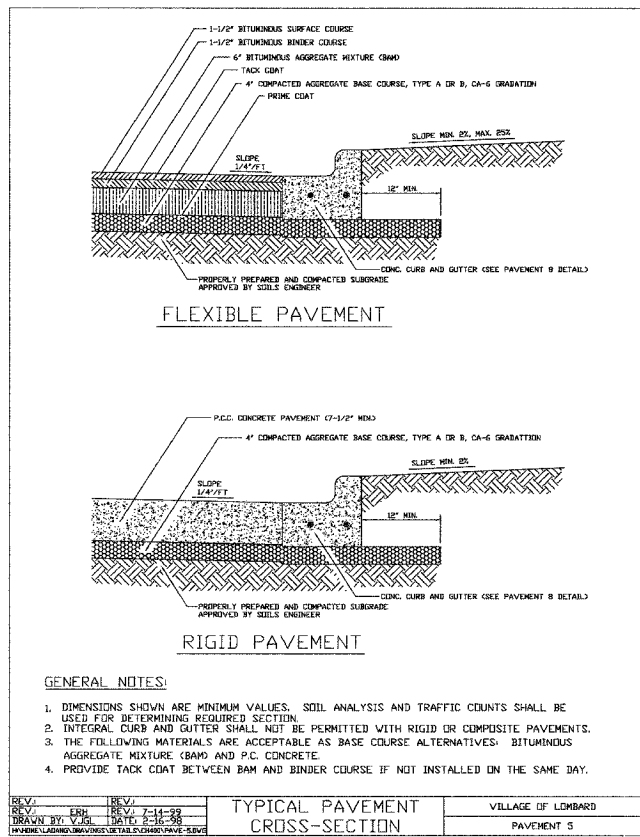 1-1/2" BITUMINOUS SURFACE COURSE
1-1/2" BITUMINOUS BINDER COURSE
6" BITUMINOUS AGGREGATE MIXTURE (BAM)
TACK COAT
4" COMPACTED AGGREGATE BASE COURSE, TYPE A OR B, CA-6 GRADATION
PRIME COAT
SLOPE MIN. 2%, MAX. 25%
SLOPE
1/4"/FT
12" MIN.
CONC. CURB AND GUTTER (SEE PAVEMENT 8 DETAIL)
PROPERLY PREPARED AND COMPACTED SUBGRADE
APPROVED BY SOILS ENGINEER
FLEXIBLE PAVEMENT
P.C.C. CONCRETE PAVEMENT (7-1/2" MIN.)
4" COMPACTED AGGREGATE BASE COURSE, TYPE A OR B, CA-6 GRADATTION
SLOPE MIN. 2%
SLOPE
1/4"/FT
12" MIN.
CONC. CURB AND GUTTER (SEE PAVEMENT 8 DETAIL)
PROPERLY PREPARED AND COMPACTED SUBGRADE
APPROVED BY SOILS ENGINEER
RIGID PAVEMENT
GENERAL NOTES:
1. DIMENSIONS SHOWN ARE MINIMUM VALUES. SOIL ANALYSIS AND TRAFFIC COUNTS SHALL BE
USED FOR DETERMINING REQUIRED SECTION.
2. INTEGRAL CURB AND GUTTER SHALL NOT BE PERMITTED WITH RIGID OR COMPOSITE PAVEMENTS.
3. THE FOLLOWING MATERIALS ARE ACCEPTABLE AS BASE COURSE ALTERNATIVES: BITUMINOUS
AGGREGATE MIXTURE (BAM) AND P.C. CONCRETE.
4. PROVIDE TACK COAT BETWEEN BAM AND BINDER COURSE IF NOT INSTALLED ON THE SAME DAY.
REV.: REV.:
REV.: ERH REV.: 7-14-99
DRAWN BY: VJGL DATE: 2-16-98
H:\HOME\LADANG\DRAWINGS\DETAILS\CH400\PAVE-5.DWG
TYPICAL PAVEMENT
CROSS-SECTION
VILLAGE OF LOMBARD
PAVEMENT 5